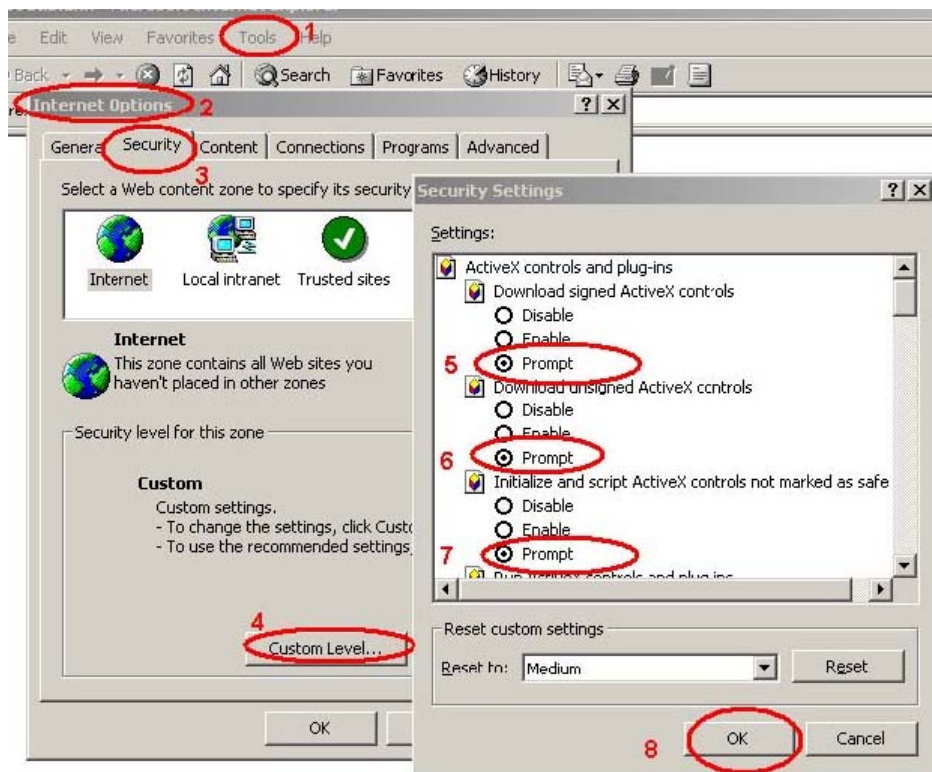 Edit View Favorites Tools 1 Help
Back Search Favorites History
Internet Options 2
General Security Content Connections Programs Advanced
3
Select a Web content zone to specify its security
Internet Local intranet Trusted sites
Internet
This zone contains all Web sites you
haven't placed in other zones
Security level for this zone
Custom
Custom settings.
- To change the settings, click Custo
- To use the recommended settings,
4
Custom Level...
OK
Security Settings
Settings:
ActiveX controls and plug-ins
Download signed ActiveX controls
Disable
Enable
5 Prompt
Download unsigned ActiveX controls
Disable
Enable
6 Prompt
Initialize and script ActiveX controls not marked as safe
Disable
Enable
7 Prompt
Run ActiveX controls and plug-ins
Reset custom settings
Reset to: Medium Reset
8 OK Cancel